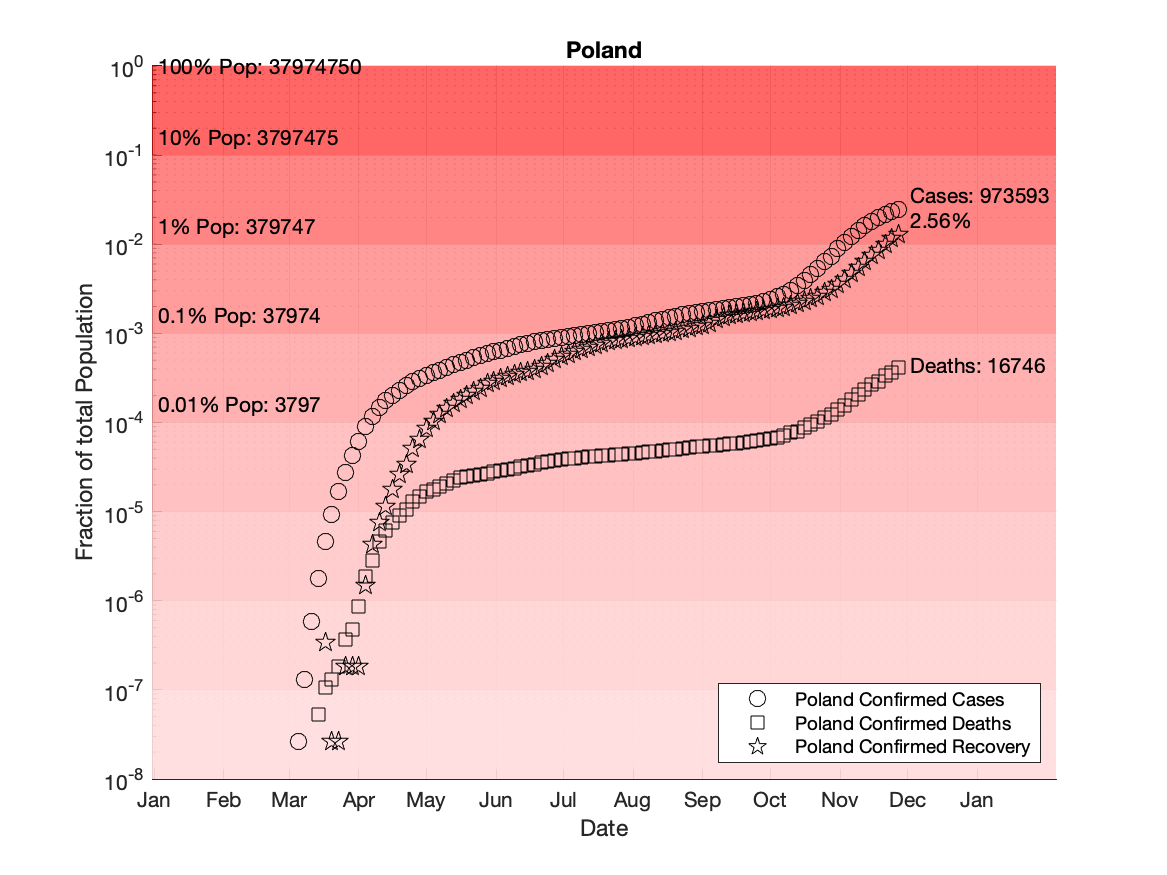 Poland
10^0
100% Pop: 37974750
10% Pop: 3797475
10^-1
Cases: 973593
1% Pop: 379747
2.56%
10^-2
0.1% Pop: 37974
10^-3
Deaths: 16746
0.01% Pop: 3797
10^-4
10^-5
10^-6
10^-7
10^-8
Fraction of total Population
Poland Confirmed Cases
Poland Confirmed Deaths
Poland Confirmed Recovery
Jan Feb Mar Apr May Jun Jul Aug Sep Oct Nov Dec Jan
Date